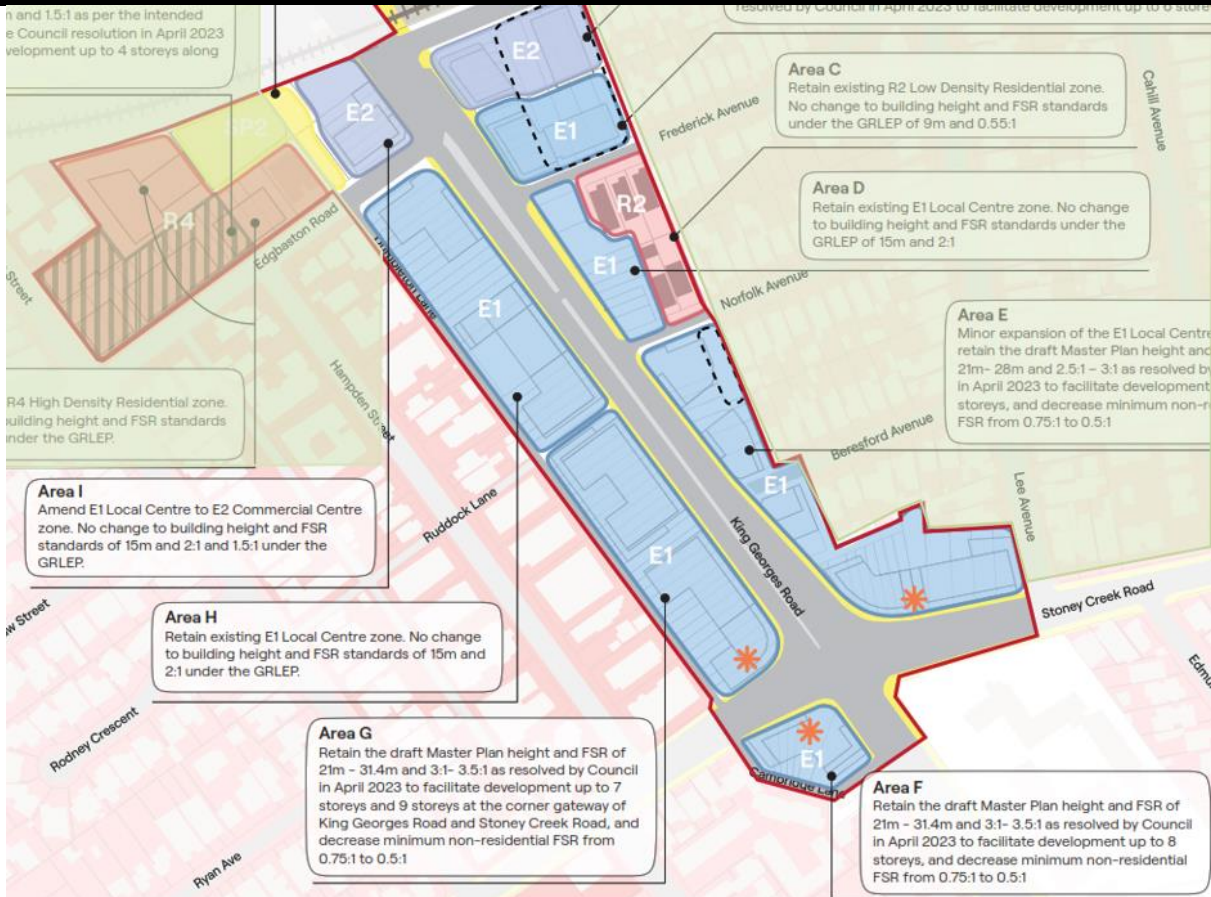 m and 1.5:1 as per the intended
e Council resolution in April 2023
velopment up to 4 storeys along
resolved by Council in April 2023 to facilitate development up to 6 store
E2
E2
E1
SP2
R4
R2
E1
E1
E1
E1
E1
E1
Area C
Retain existing R2 Low Density Residential zone.
No change to building height and FSR standards
under the GRLEP of 9m and 0.55:1
Cahill Avenue
Frederick Avenue
Area D
Retain existing E1 Local Centre zone. No change
to building height and FSR standards under the
GRLEP of 15m and 2:1
Edgbaston Road
Street
Lane
Norfolk Avenue
Area E
Minor expansion of the E1 Local Centre
retain the draft Master Plan height and
21m- 28m and 2.5:1 – 3:1 as resolved by
in April 2023 to facilitate development
storeys, and decrease minimum non-r
FSR from 0.75:1 to 0.5:1
Hampden Street
R4 High Density Residential zone.
building height and FSR standards
under the GRLEP.
Beresford Avenue
Lee Avenue
Area I
Amend E1 Local Centre to E2 Commercial Centre
zone. No change to building height and FSR
standards of 15m and 2:1 and 1.5:1 under the
GRLEP.
Ruddock Lane
King Georges Road
Stoney Creek Road
w Street
Area H
Retain existing E1 Local Centre zone. No change
to building height and FSR standards of 15m and
2:1 under the GRLEP.
Edmu
Rodney Crescent
Area G
Retain the draft Master Plan height and FSR of
21m - 31.4m and 3:1- 3.5:1 as resolved by Council
in April 2023 to facilitate development up to 7
storeys and 9 storeys at the corner gateway of
King Georges Road and Stoney Creek Road, and
decrease minimum non-residential FSR from
0.75:1 to 0.5:1
Cambridge Lane
Area F
Retain the draft Master Plan height and FSR of
21m - 31.4m and 3:1- 3.5:1 as resolved by Council
in April 2023 to facilitate development up to 8
storeys, and decrease minimum non-residential
FSR from 0.75:1 to 0.5:1
Ryan Ave